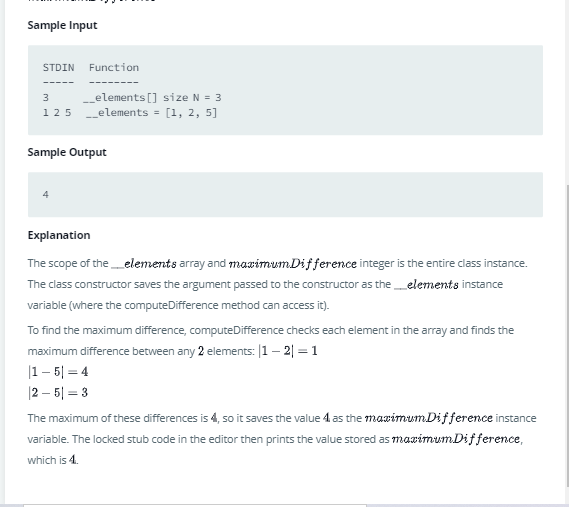 Sample Input
STDIN Function
----- --------
3 __elements[] size N = 3
1 2 5 __elements = [1, 2, 5]
Sample Output
4
Explanation
The scope of the __elements array and maximumDifference integer is the entire class instance.
The class constructor saves the argument passed to the constructor as the __elements instance
variable (where the computeDifference method can access it).
To find the maximum difference, computeDifference checks each element in the array and finds the
maximum difference between any 2 elements: |1 − 2| = 1
|1 − 5| = 4
|2 − 5| = 3
The maximum of these differences is 4, so it saves the value 4 as the maximumDifference instance
variable. The locked stub code in the editor then prints the value stored as maximumDifference,
which is 4.